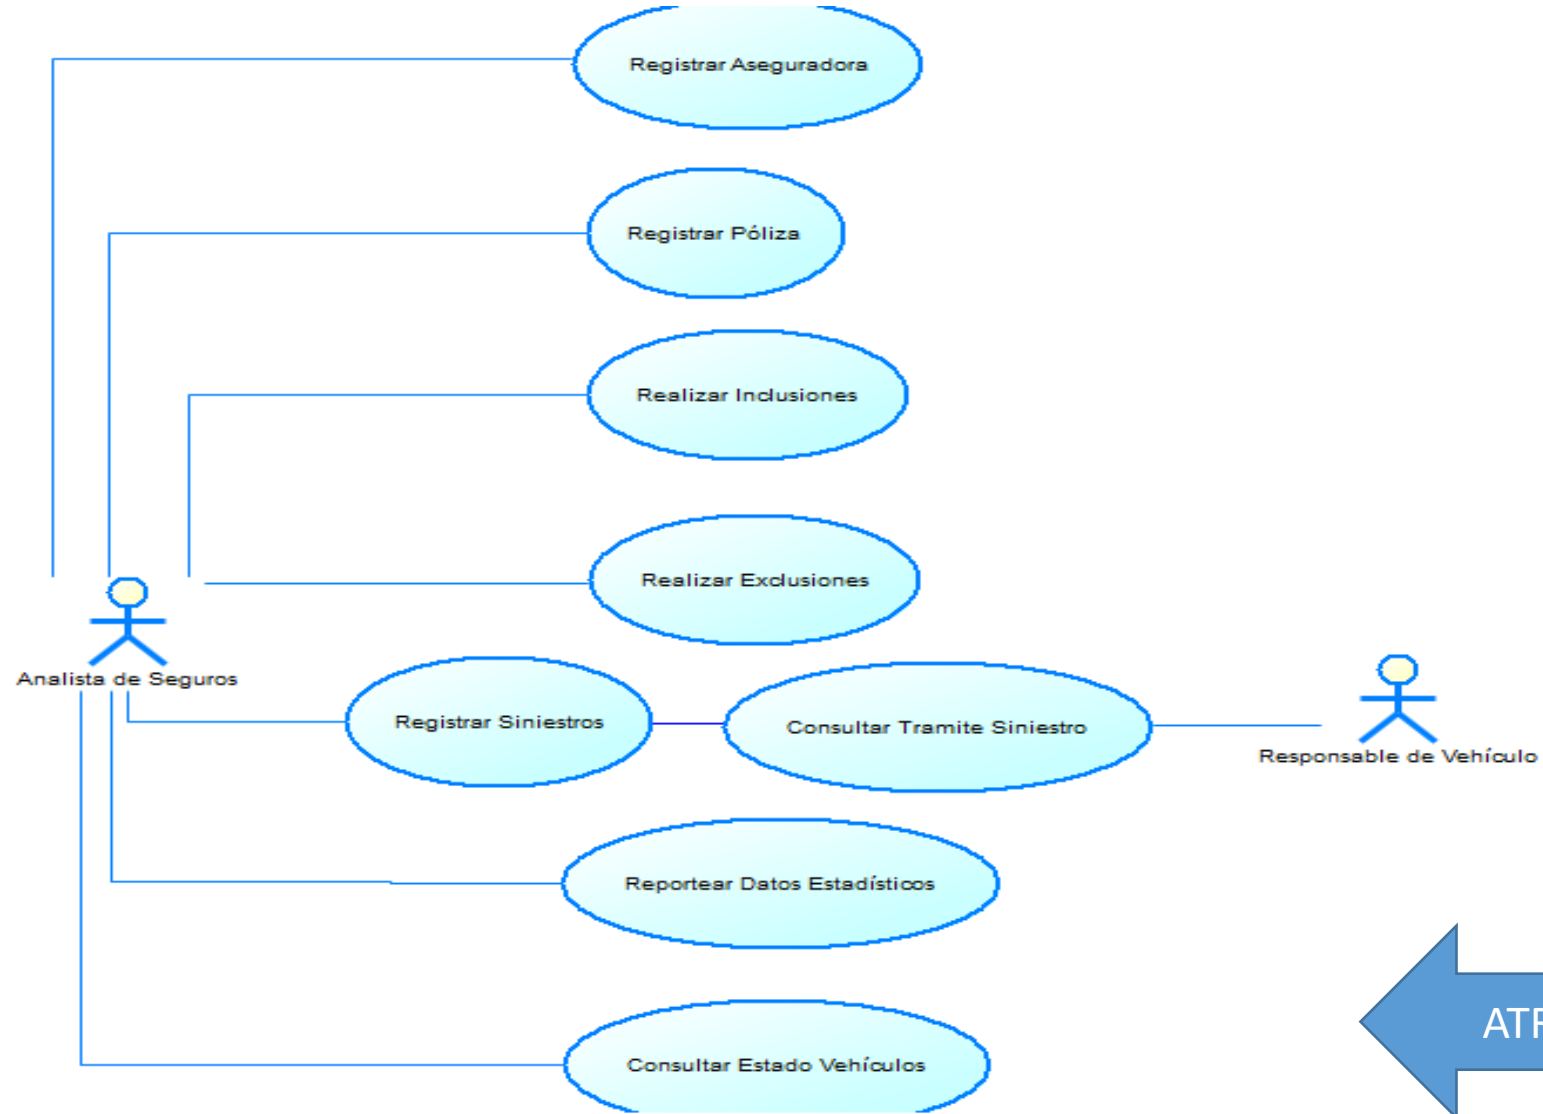 Registrar Aseguradora
Registrar Póliza
Realizar Inclusiones
Realizar Exclusiones
Analista de Seguros
Registrar Siniestros
Consultar Tramite Siniestro
Responsable de Vehículo
Reportear Datos Estadísticos
Consultar Estado Vehículos